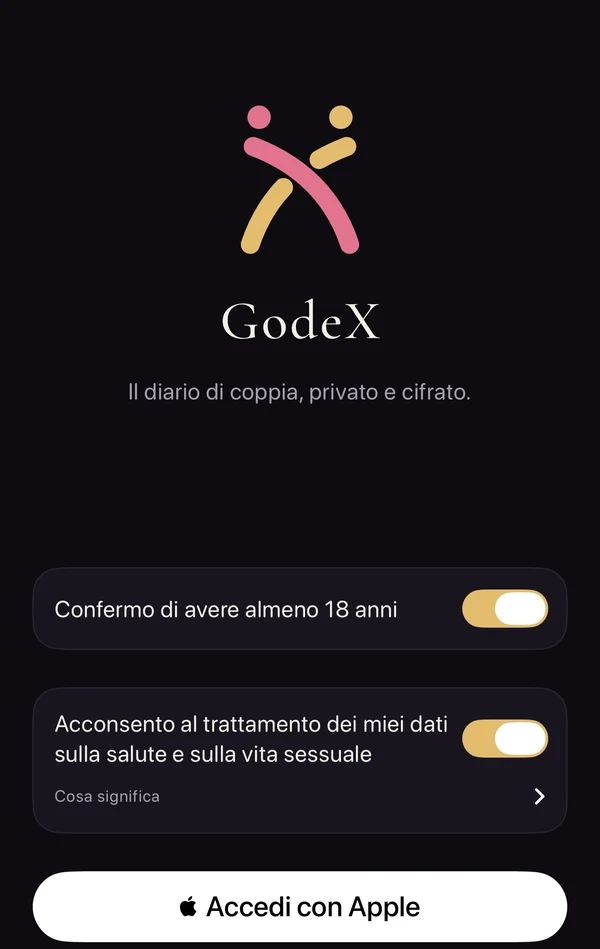 GodeX
Il diario di coppia, privato e cifrato.
Confermo di avere almeno 18 anni
Acconsento al trattamento dei miei dati
sulla salute e sulla vita sessuale
Cosa significa
Accedi con Apple